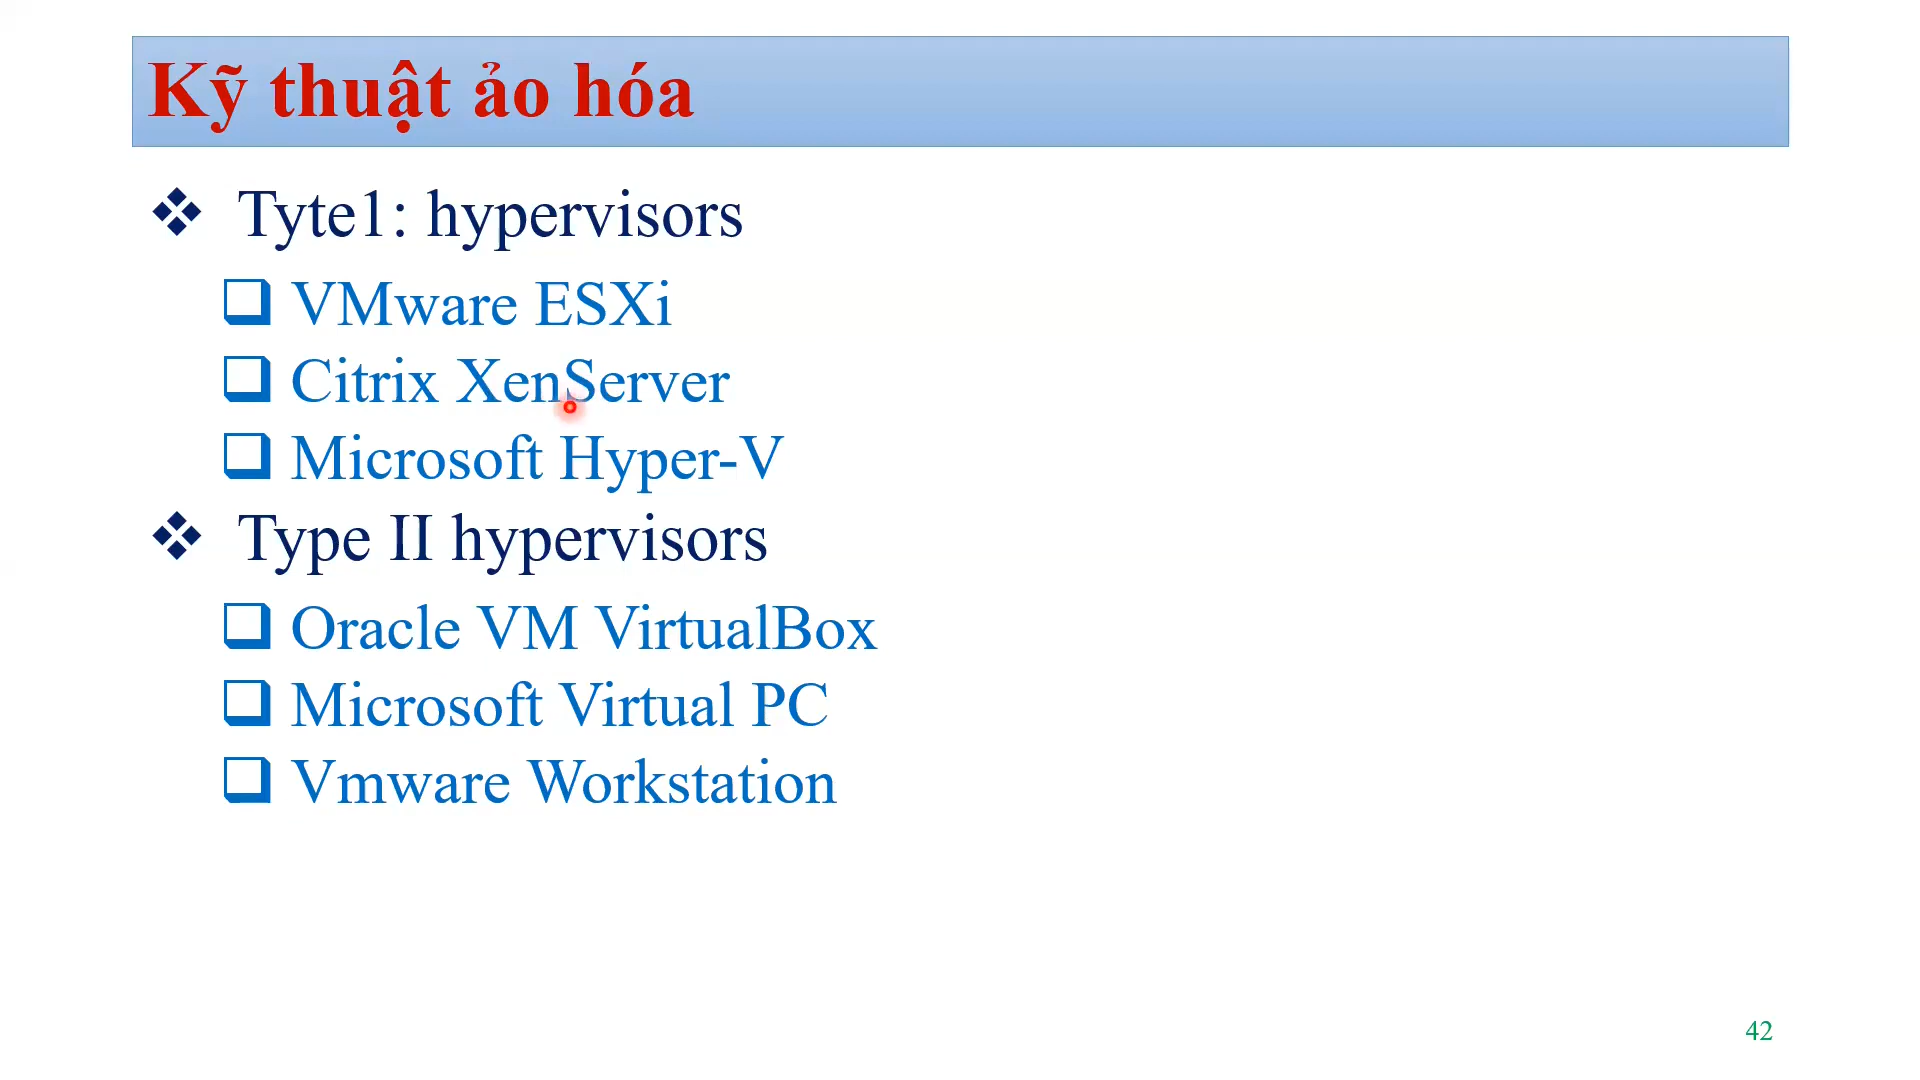 Kỹ thuật ảo hóa
Tyte1: hypervisors
VMware ESXi
Citrix XenServer
Microsoft Hyper-V
Type II hypervisors
Oracle VM VirtualBox
Microsoft Virtual PC
Vmware Workstation
42